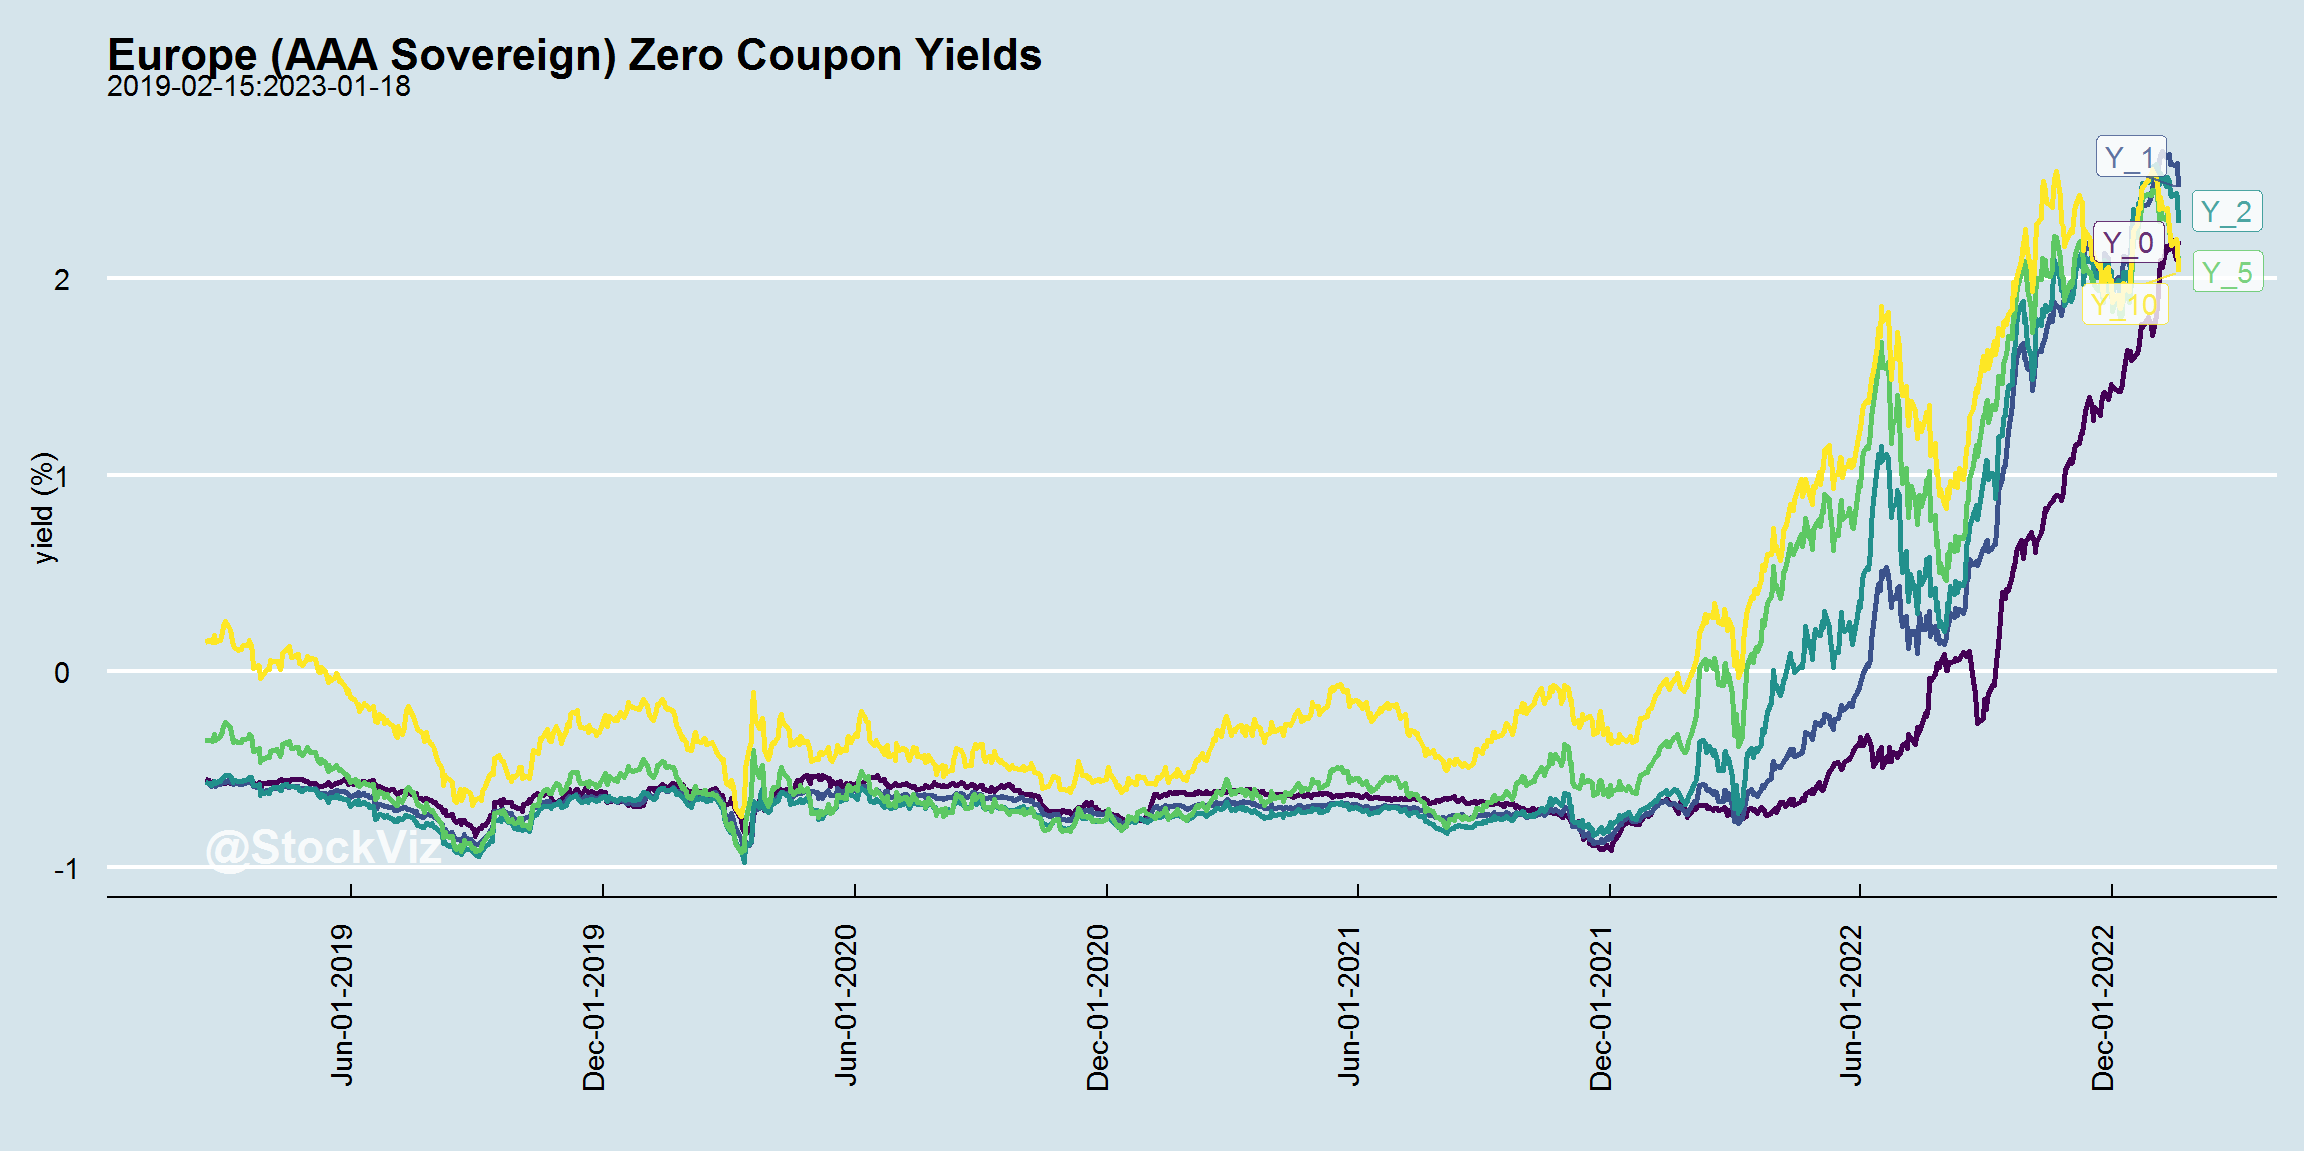 Europe (AAA Sovereign) Zero Coupon Yields
2019-02-15:2023-01-18
Y_1
Y_2
Y_0
Y_5
Y_10
2
1
0
-1
yield (%)
@StockViz
Jun-01-2019
Dec-01-2019
Jun-01-2020
Dec-01-2020
Jun-01-2021
Dec-01-2021
Jun-01-2022
Dec-01-2022